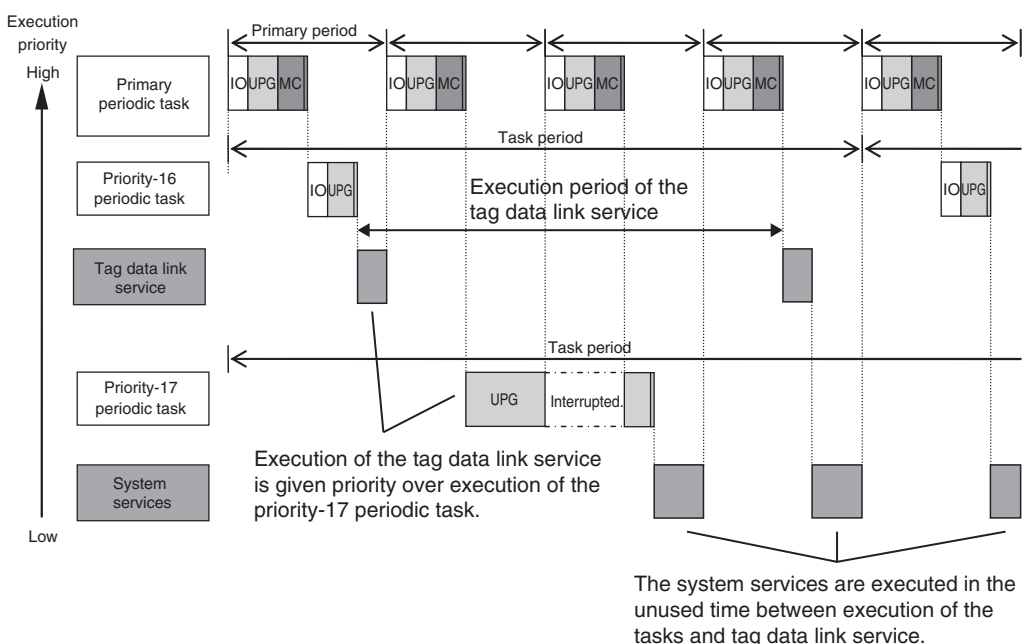 Execution
priority
High
Primary period
Primary
periodic task
IO UPG MC
IO UPG MC
IO UPG MC
IO UPG MC
IO UPG MC
Task period
Priority-16
periodic task
IO UPG
Execution period of the
tag data link service
IO UPG
Tag data link
service
Task period
Priority-17
periodic task
UPG
Interrupted.
Execution of the tag data link service
is given priority over execution of the
priority-17 periodic task.
System
services
Low
The system services are executed in the
unused time between execution of the
tasks and tag data link service.